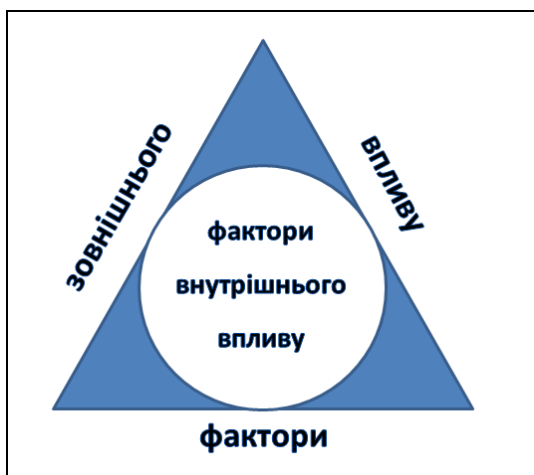 зовнішнього
впливу
фактори
внутрішнього
впливу
фактори